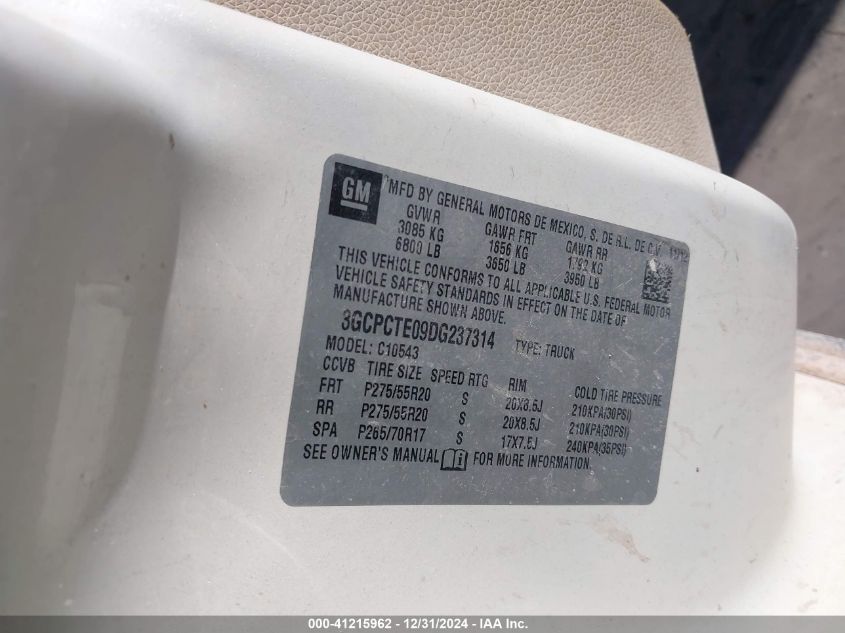 GM
MFD BY GENERAL MOTORS DE MEXICO, S. DE R.L. DE C.V.
GVWR GAWR FRT GAWR RR
3085 KG 1656 KG 1792 KG
6800 LB 3650 LB 3950 LB
THIS VEHICLE CONFORMS TO ALL APPLICABLE U.S. FEDERAL MOTOR
VEHICLE SAFETY STANDARDS IN EFFECT ON THE DATE OF
MANUFACTURE SHOWN ABOVE.
3GCPCTE09DG237314 TYPE: TRUCK
MODEL: C10543
CCVB TIRE SIZE SPEED RTG RIM COLD TIRE PRESSURE
FRT P275/55R20 S 20X8.5J 210KPA(30PSI)
RR P275/55R20 S 20X8.5J 210KPA(30PSI)
SPA P265/70R17 S 17X7.5J 240KPA(35PSI)
SEE OWNER'S MANUAL FOR MORE INFORMATION.
000-41215962 - 12/31/2024 - IAA Inc.